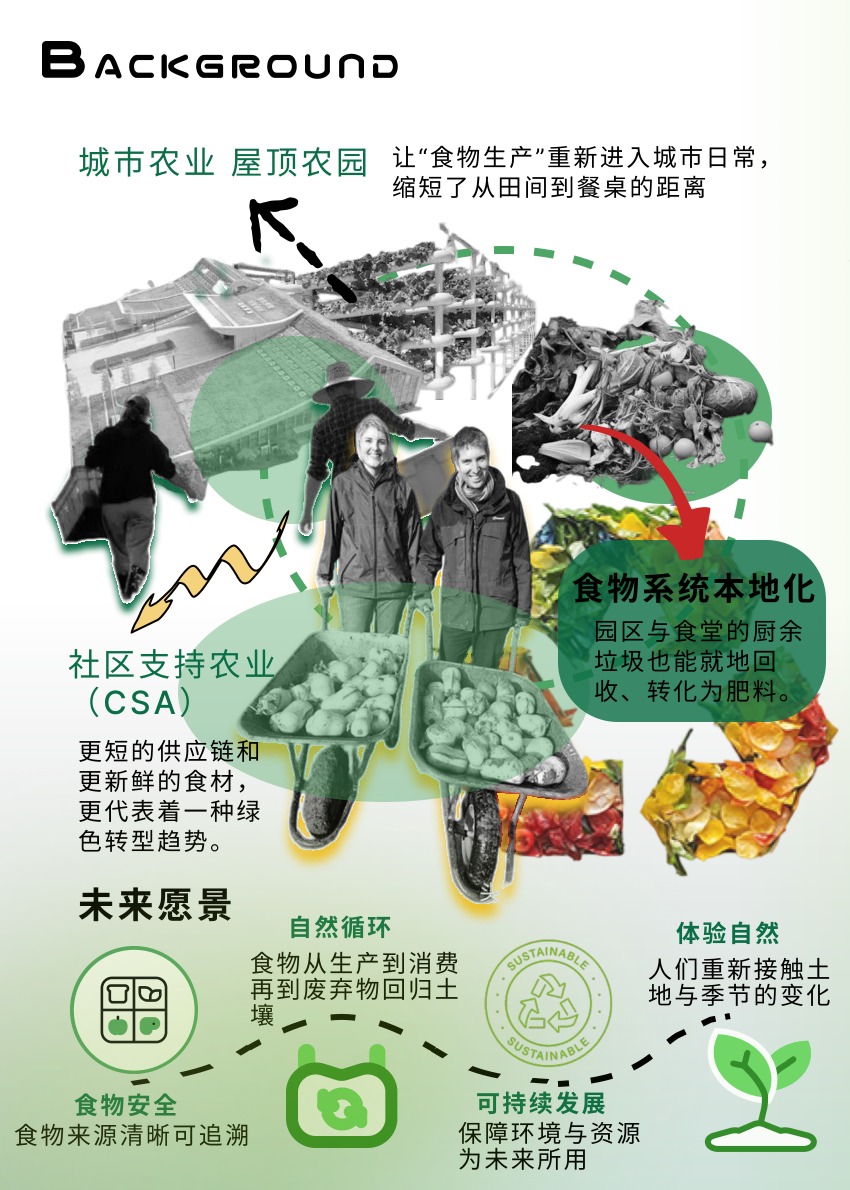 BACKGROUND
城市农业 屋顶农园
让“食物生产”重新进入城市日常，
缩短了从田间到餐桌的距离
食物系统本地化
园区与食堂的厨余
垃圾也能就地回
收、转化为肥料。
社区支持农业
（CSA）
更短的供应链和
更新鲜的食材，
更代表着一种绿
色转型趋势。
未来愿景
自然循环
食物从生产到消费
再到废弃物回归土
壤
SUSTAINABLE
SUSTAINABLE
体验自然
人们重新接触土
地与季节的变化
食物安全
食物来源清晰可追溯
可持续发展
保障环境与资源
为未来所用